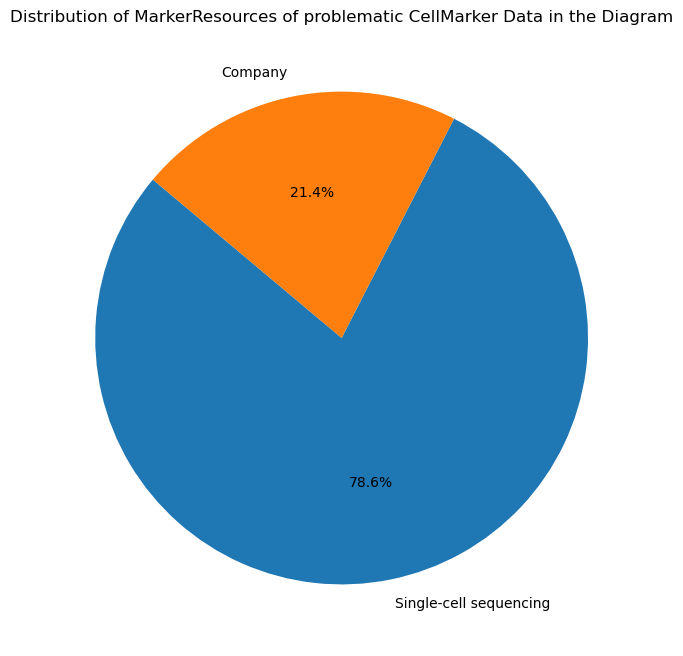 Distribution of MarkerResources of problematic CellMarker Data in the Diagram
Company
21.4%
78.6%
Single-cell sequencing